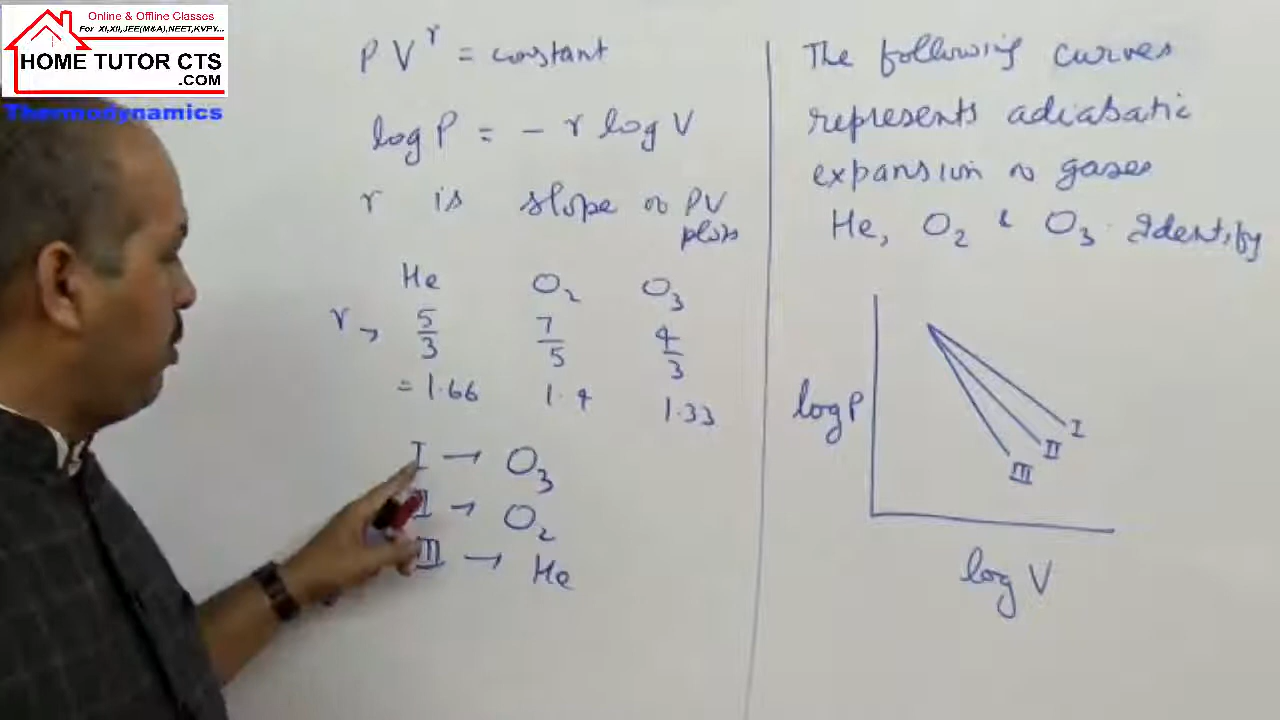 Online & Offline Classes
For XI,XII,JEE(M&A),NEET,KVPY...
HOME TUTOR CTS
.COM
Thermodynamics
P V^r = constant
log P = - r log V
r is slope in PV
plots
He O2 O3
r → 5/3 7/5 4/3
= 1.66 1.4 1.33
I → O3
II → O2
III → He
The following curves
represents adiabatic
expansion of gases
He, O2 & O3. Identify
log P
I
II
III
log V